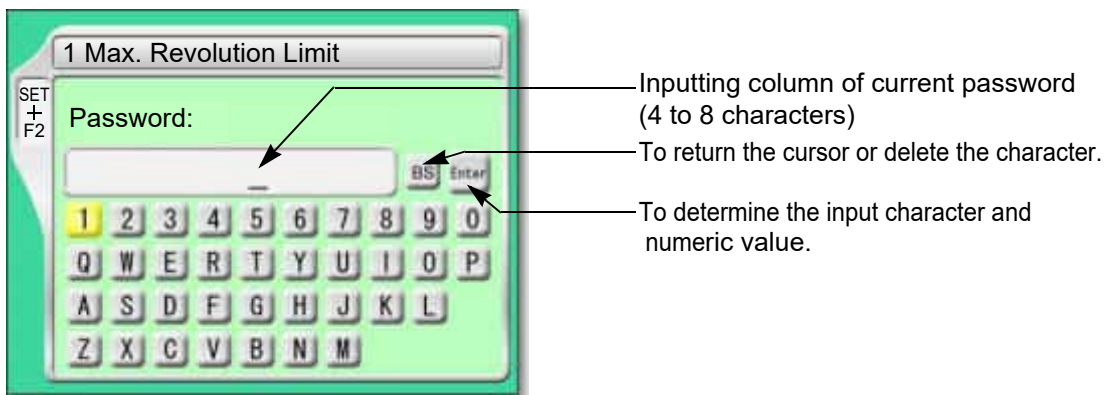 1 Max. Revolution Limit
SET
+
F2
Password:
_
BS Enter
1 2 3 4 5 6 7 8 9 0
Q W E R T Y U I O P
A S D F G H J K L
Z X C V B N M
Inputting column of current password
(4 to 8 characters)
To return the cursor or delete the character.
To determine the input character and
numeric value.